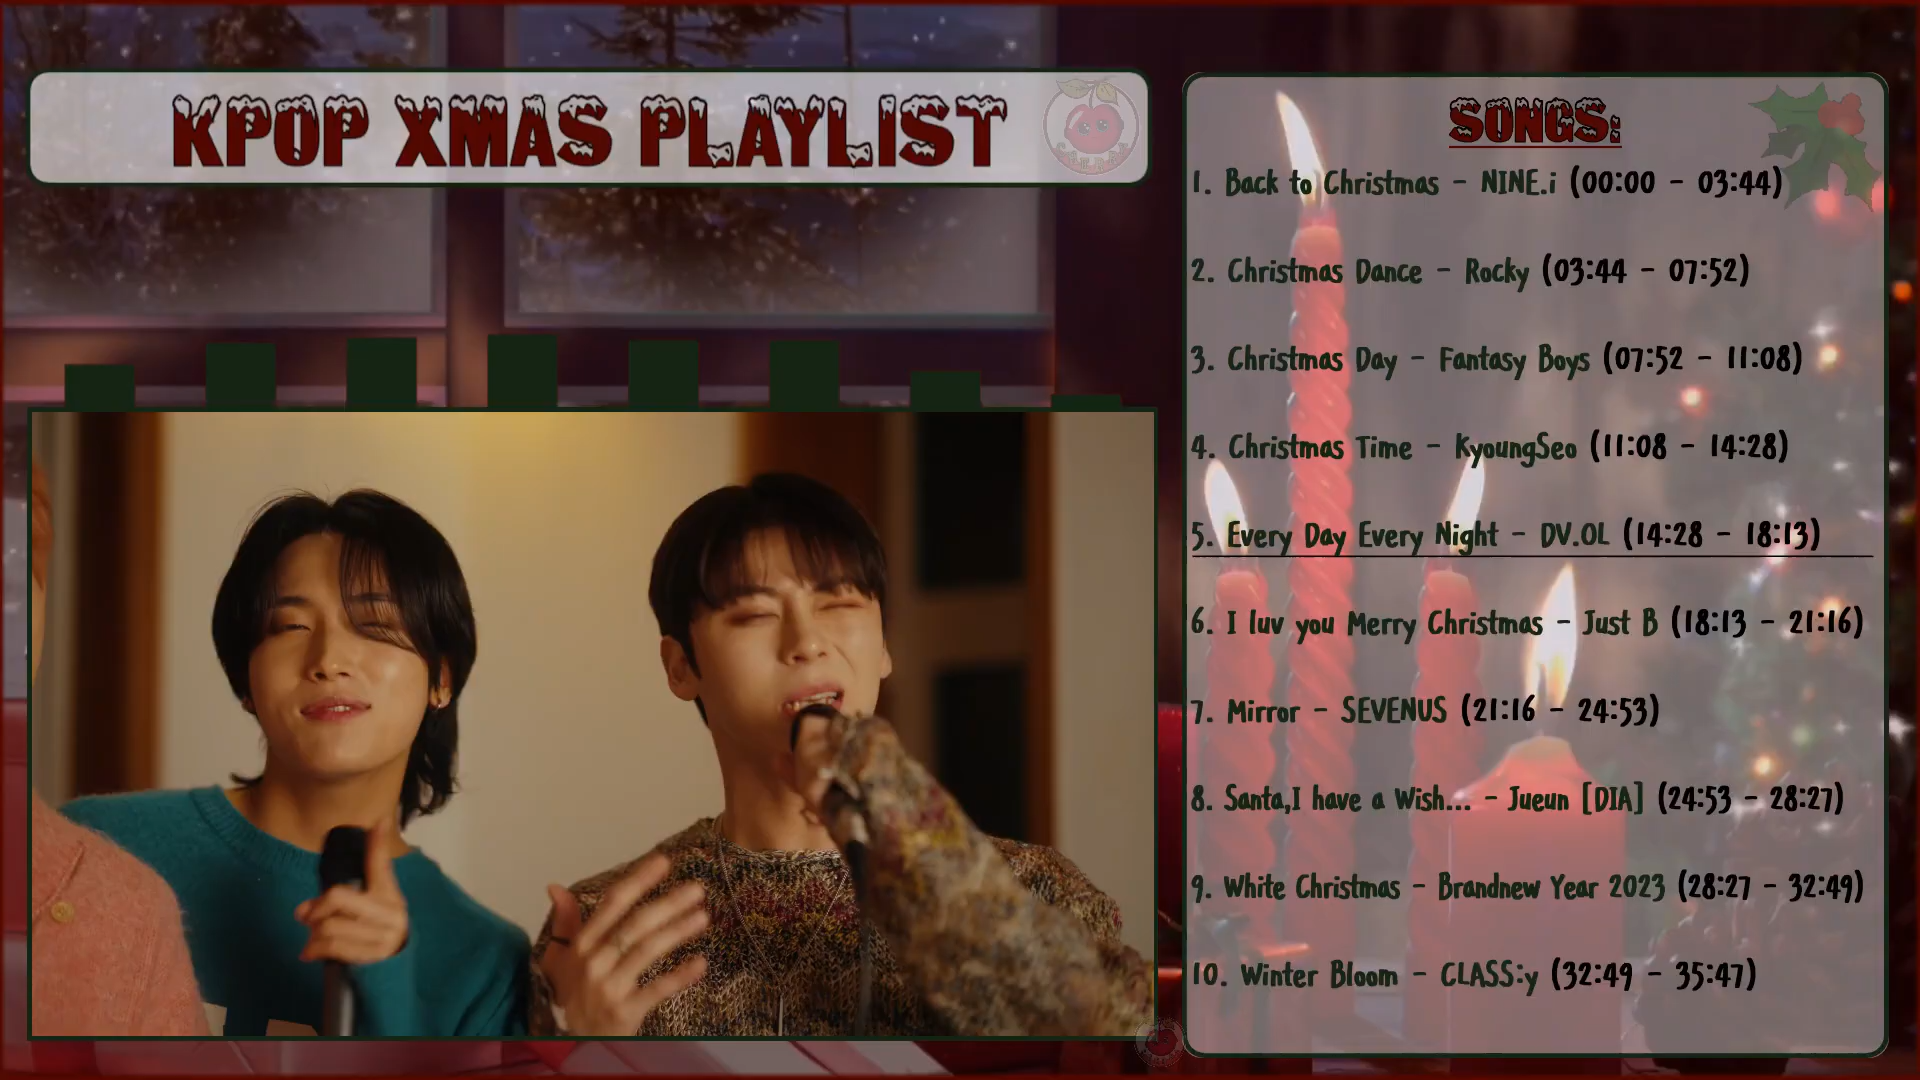 KPOP XMAS PLAYLIST
SONGS:
1. Back to Christmas - NINE.i (00:00 - 03:44)
2. Christmas Dance - Rocky (03:44 - 07:52)
3. Christmas Day - Fantasy Boys (07:52 - 11:08)
4. Christmas Time - KyoungSeo (11:08 - 14:28)
5. Every Day Every Night - DV.OL (14:28 - 18:13)
6. I luv you Merry Christmas - Just B (18:13 - 21:16)
7. Mirror - SEVENUS (21:16 - 24:53)
8. Santa,I have a Wish... - Jueun [DIA] (24:53 - 28:27)
9. White Christmas - Brandnew Year 2023 (28:27 - 32:49)
10. Winter Bloom - CLASS:y (32:49 - 35:47)